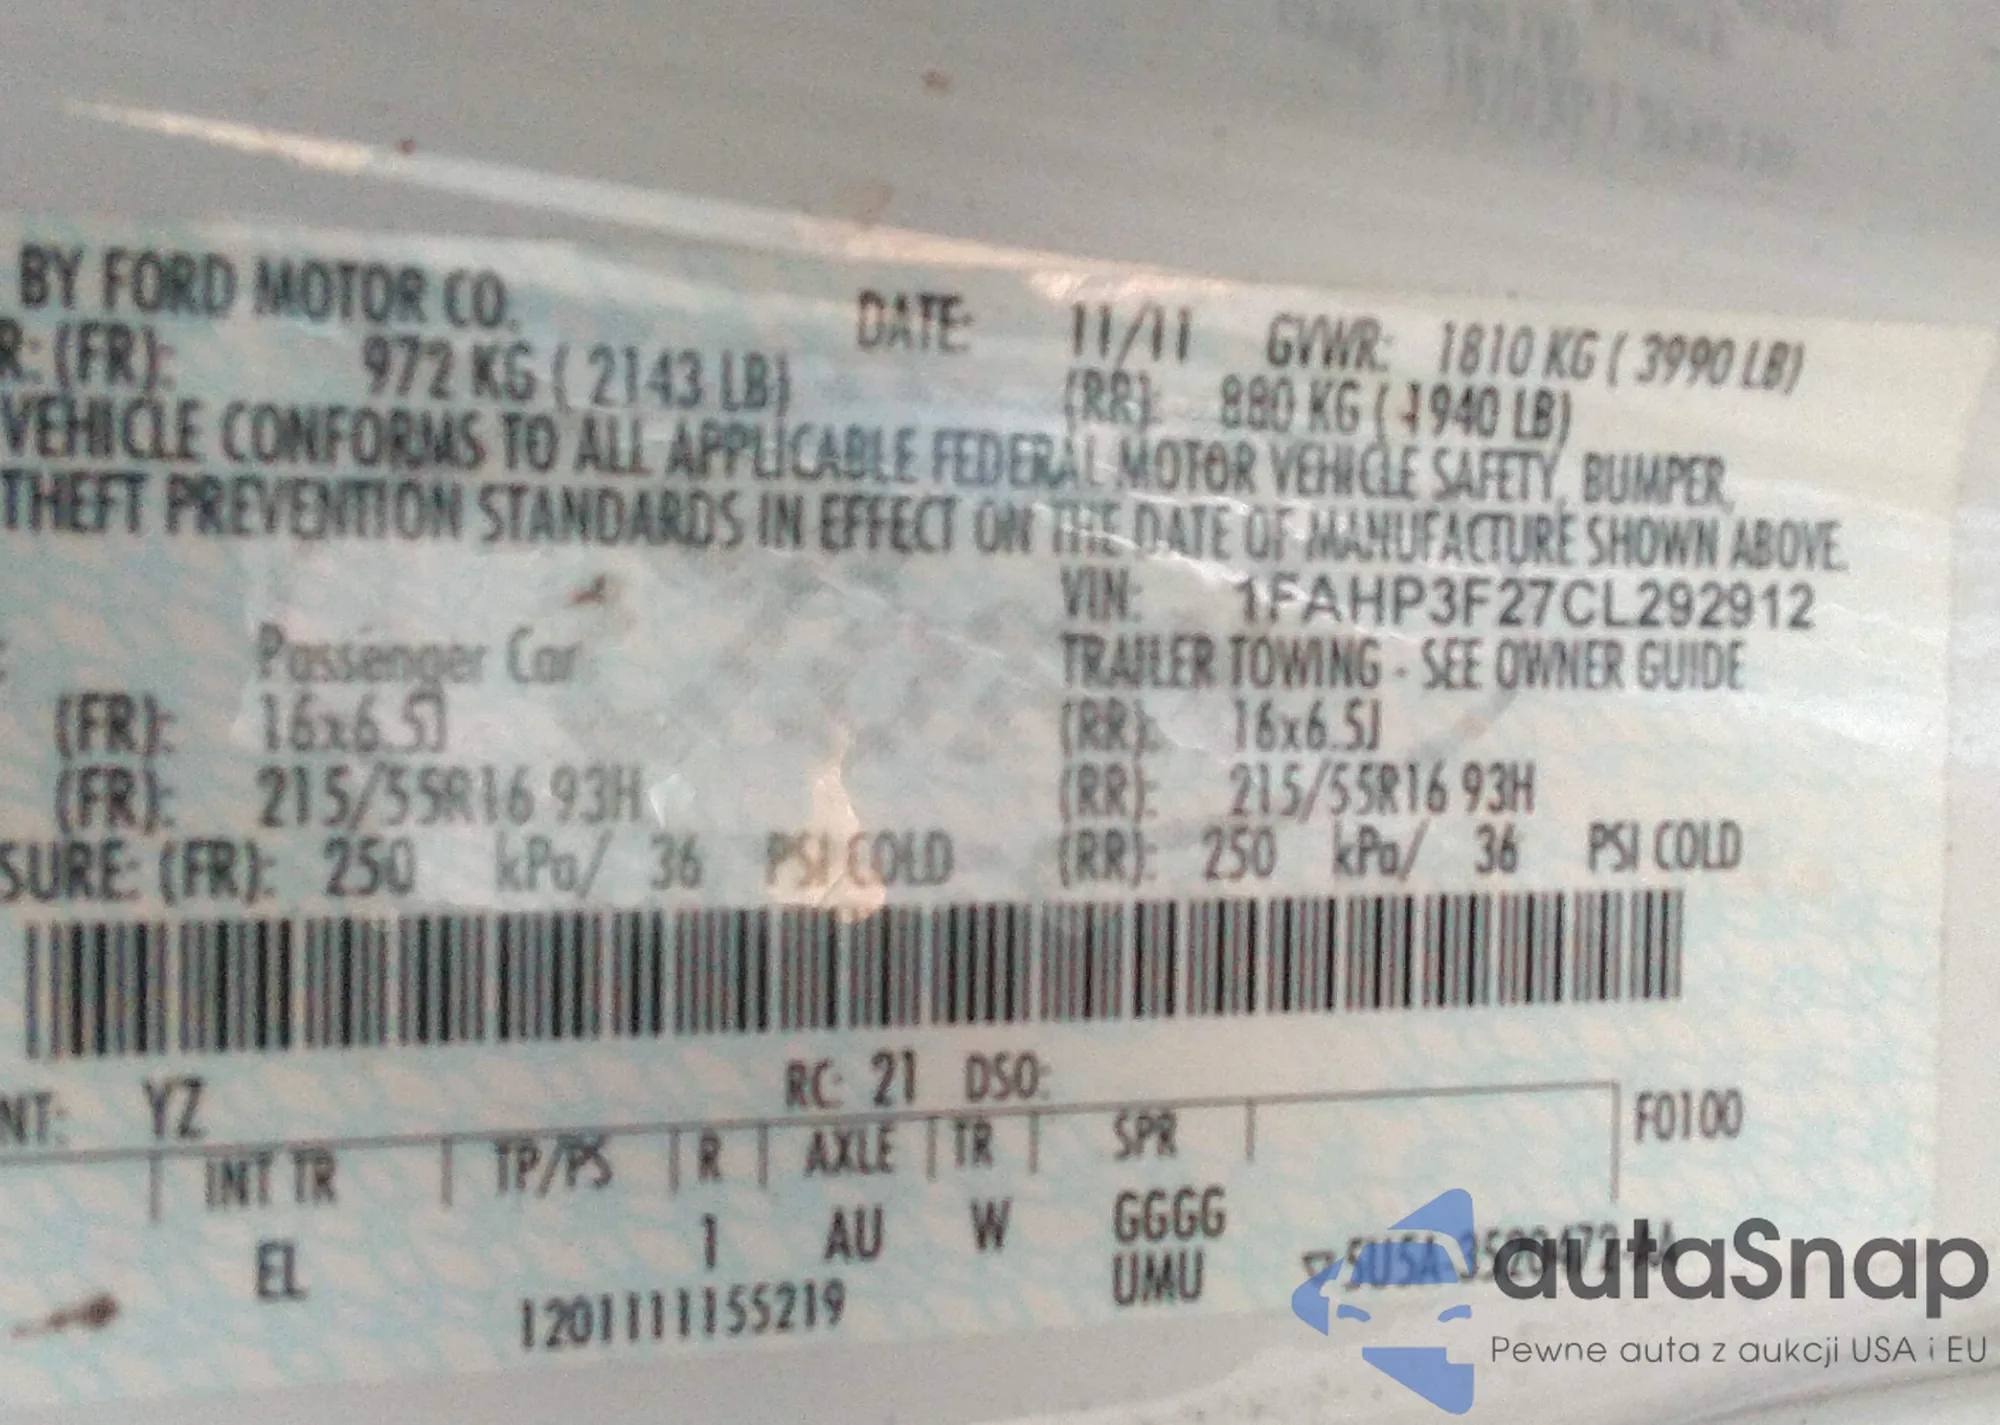 BY FORD MOTOR CO. DATE: 11/11 GVWR: 1810 KG ( 3990 LB)
R: (FR): 972 KG ( 2143 LB) (RR): 880 KG ( 1940 LB)
VEHICLE CONFORMS TO ALL APPLICABLE FEDERAL MOTOR VEHICLE SAFETY, BUMPER,
THEFT PREVENTION STANDARDS IN EFFECT ON THE DATE OF MANUFACTURE SHOWN ABOVE.
VIN: 1FAHP3F27CL292912
Passenger Car TRAILER TOWING - SEE OWNER GUIDE
(FR): 16x6.5J (RR): 16x6.5J
(FR): 215/55R16 93H (RR): 215/55R16 93H
SURE: (FR): 250 kPa/ 36 PSI COLD (RR): 250 kPa/ 36 PSI COLD
NT: YZ RC: 21 DSO:
F0100
INT TR TP/PS R AXLE TR SPR
EL 1 AU W GGGG
UMU
1201111155219
autaSnap
Pewne auta z aukcji USA i EU